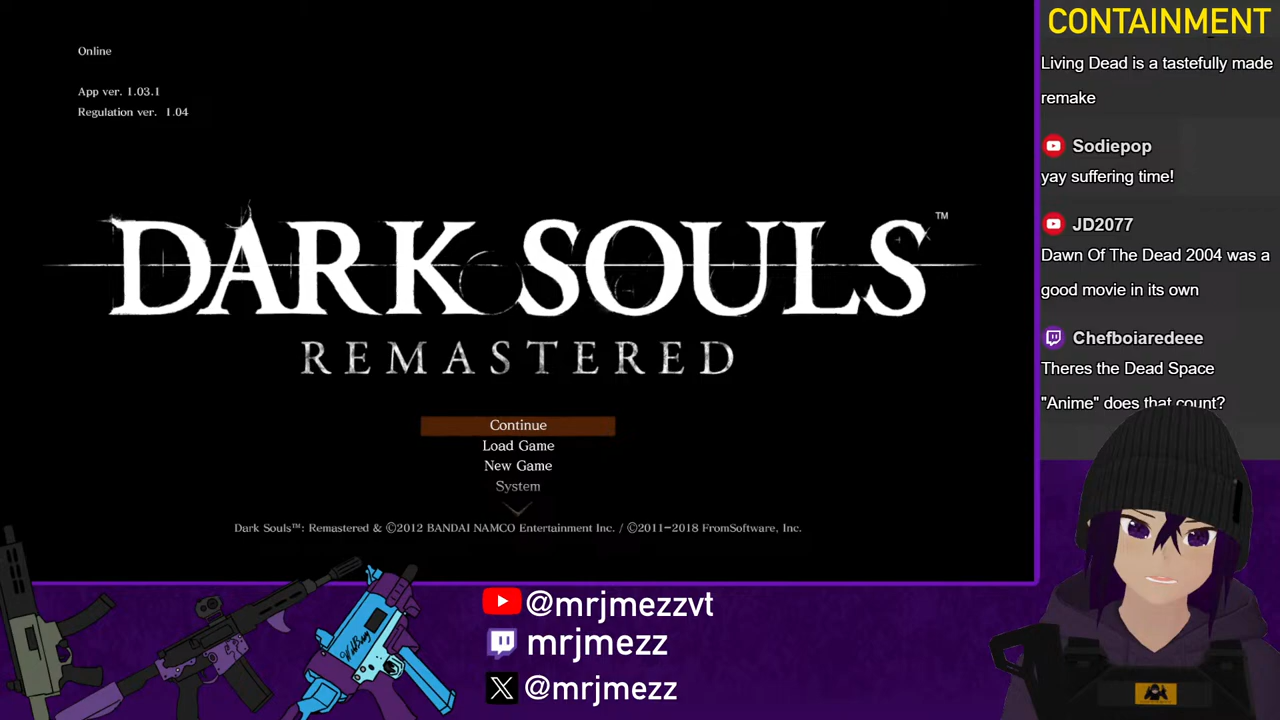 Online
App ver. 1.03.1
Regulation ver. 1.04
DARK SOULS™
REMASTERED
Continue
Load Game
New Game
System
Dark Souls™: Remastered & ©2012 BANDAI NAMCO Entertainment Inc. / ©2011-2018 FromSoftware, Inc.
CONTAINMENT
Living Dead is a tastefully made
remake
Sodiepop
yay suffering time!
JD2077
Dawn Of The Dead 2004 was a
good movie in its own
Chefboiaredeee
Theres the Dead Space
"Anime" does that count?
@mrjmezzvt
mrjmezz
@mrjmezz